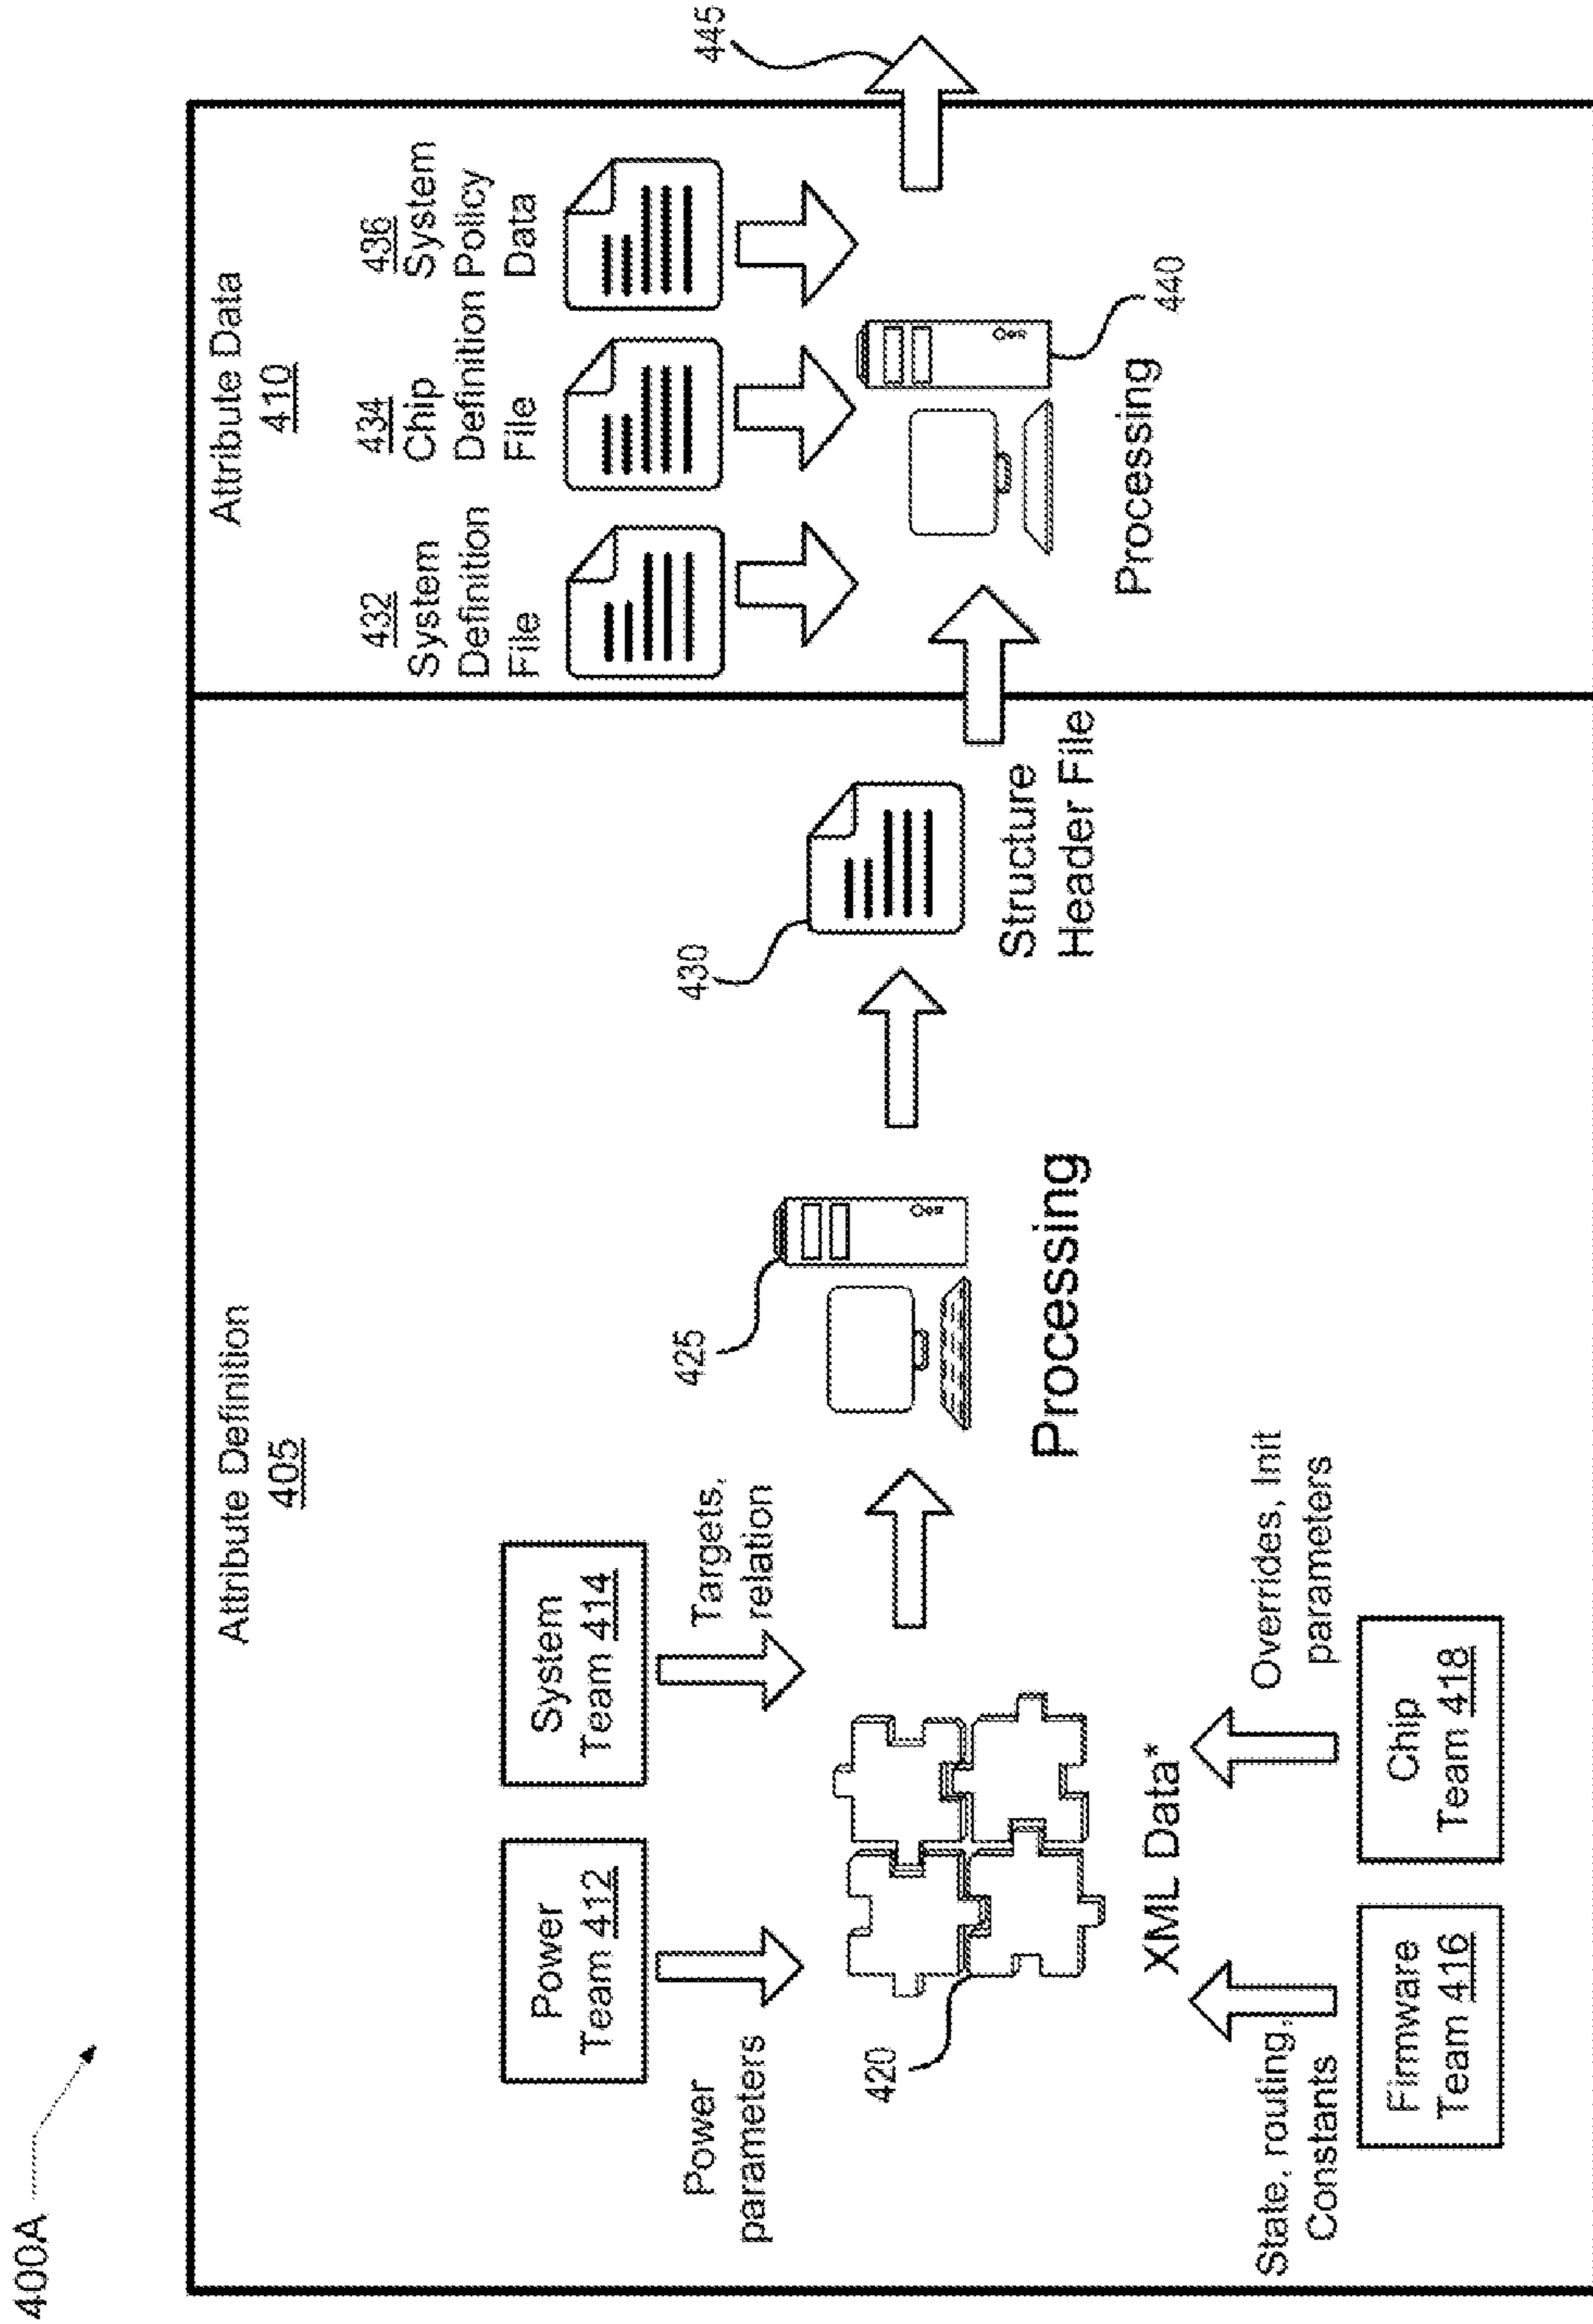 400A
Attribute Definition
405
Attribute Data
410
Power
Team 412
System
Team 414
Power
parameters
Targets,
relation
420
XML Data*
State, routing,
Constants
Overrides, Init
parameters
Firmware
Team 416
Chip
Team 418
425
Processing
430
Structure
Header File
432
System
Definition
File
434
Chip
Definition
File
436
System
Policy
Data
440
Processing
445